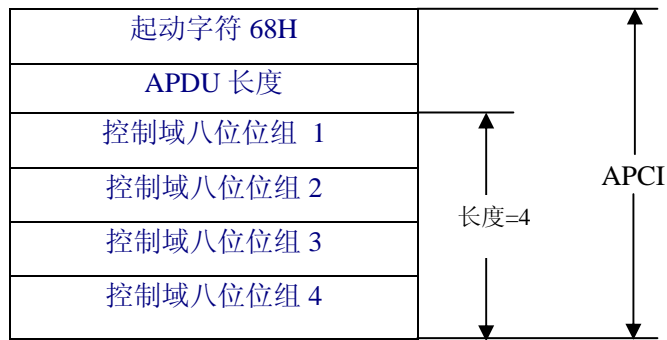 起动字符 68H
APDU 长度
控制域八位位组 1
控制域八位位组 2
控制域八位位组 3
控制域八位位组 4
长度=4
APCI